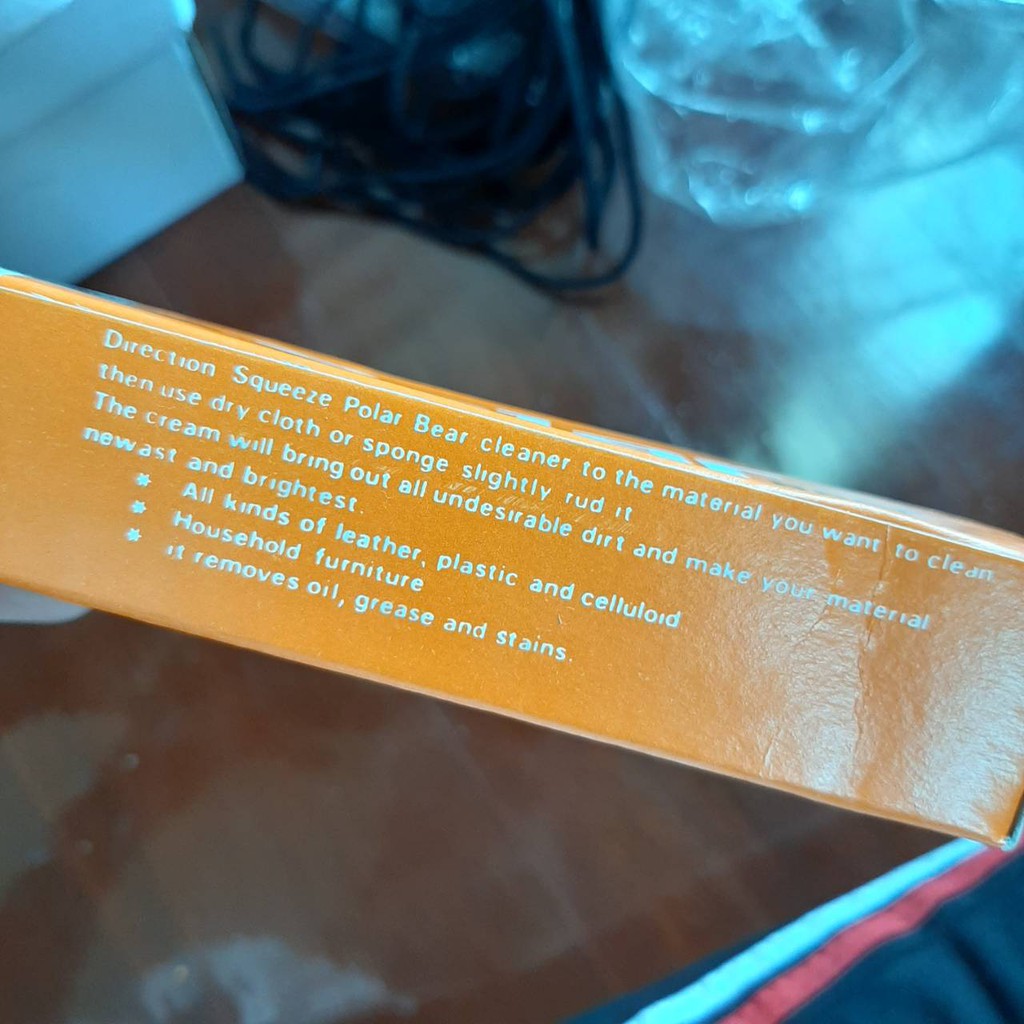 Direction Squeeze Polar Bear cleaner to the material you want to clean
then use dry cloth or sponge slightly rud it
The cream will bring out all undesirable dirt and make your material
newast and brightest.
* All kinds of leather, plastic and celluloid
* Household furniture
* it removes oil, grease and stains.